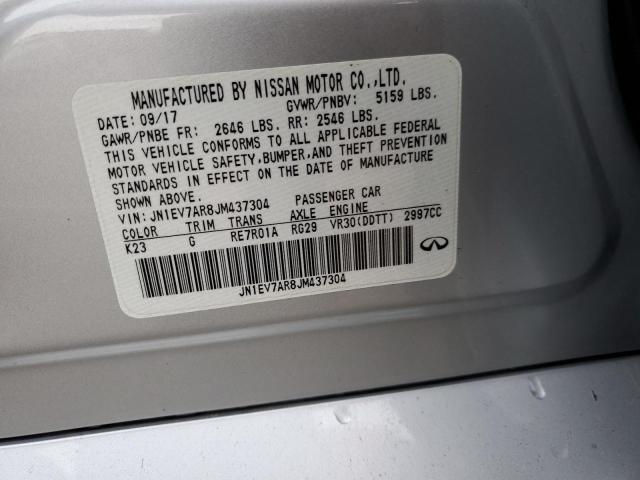 MANUFACTURED BY NISSAN MOTOR CO.,LTD.
DATE: 09/17 GVWR/PNBV: 5159 LBS.
GAWR/PNBE FR: 2646 LBS. RR: 2546 LBS.
THIS VEHICLE CONFORMS TO ALL APPLICABLE FEDERAL
MOTOR VEHICLE SAFETY,BUMPER,AND THEFT PREVENTION
STANDARDS IN EFFECT ON THE DATE OF MANUFACTURE
SHOWN ABOVE.
VIN: JN1EV7AR8JM437304 PASSENGER CAR
COLOR TRIM TRANS AXLE ENGINE
K23 G RE7R01A RG29 VR30(DDTT) 2997CC
JN1EV7AR8JM437304